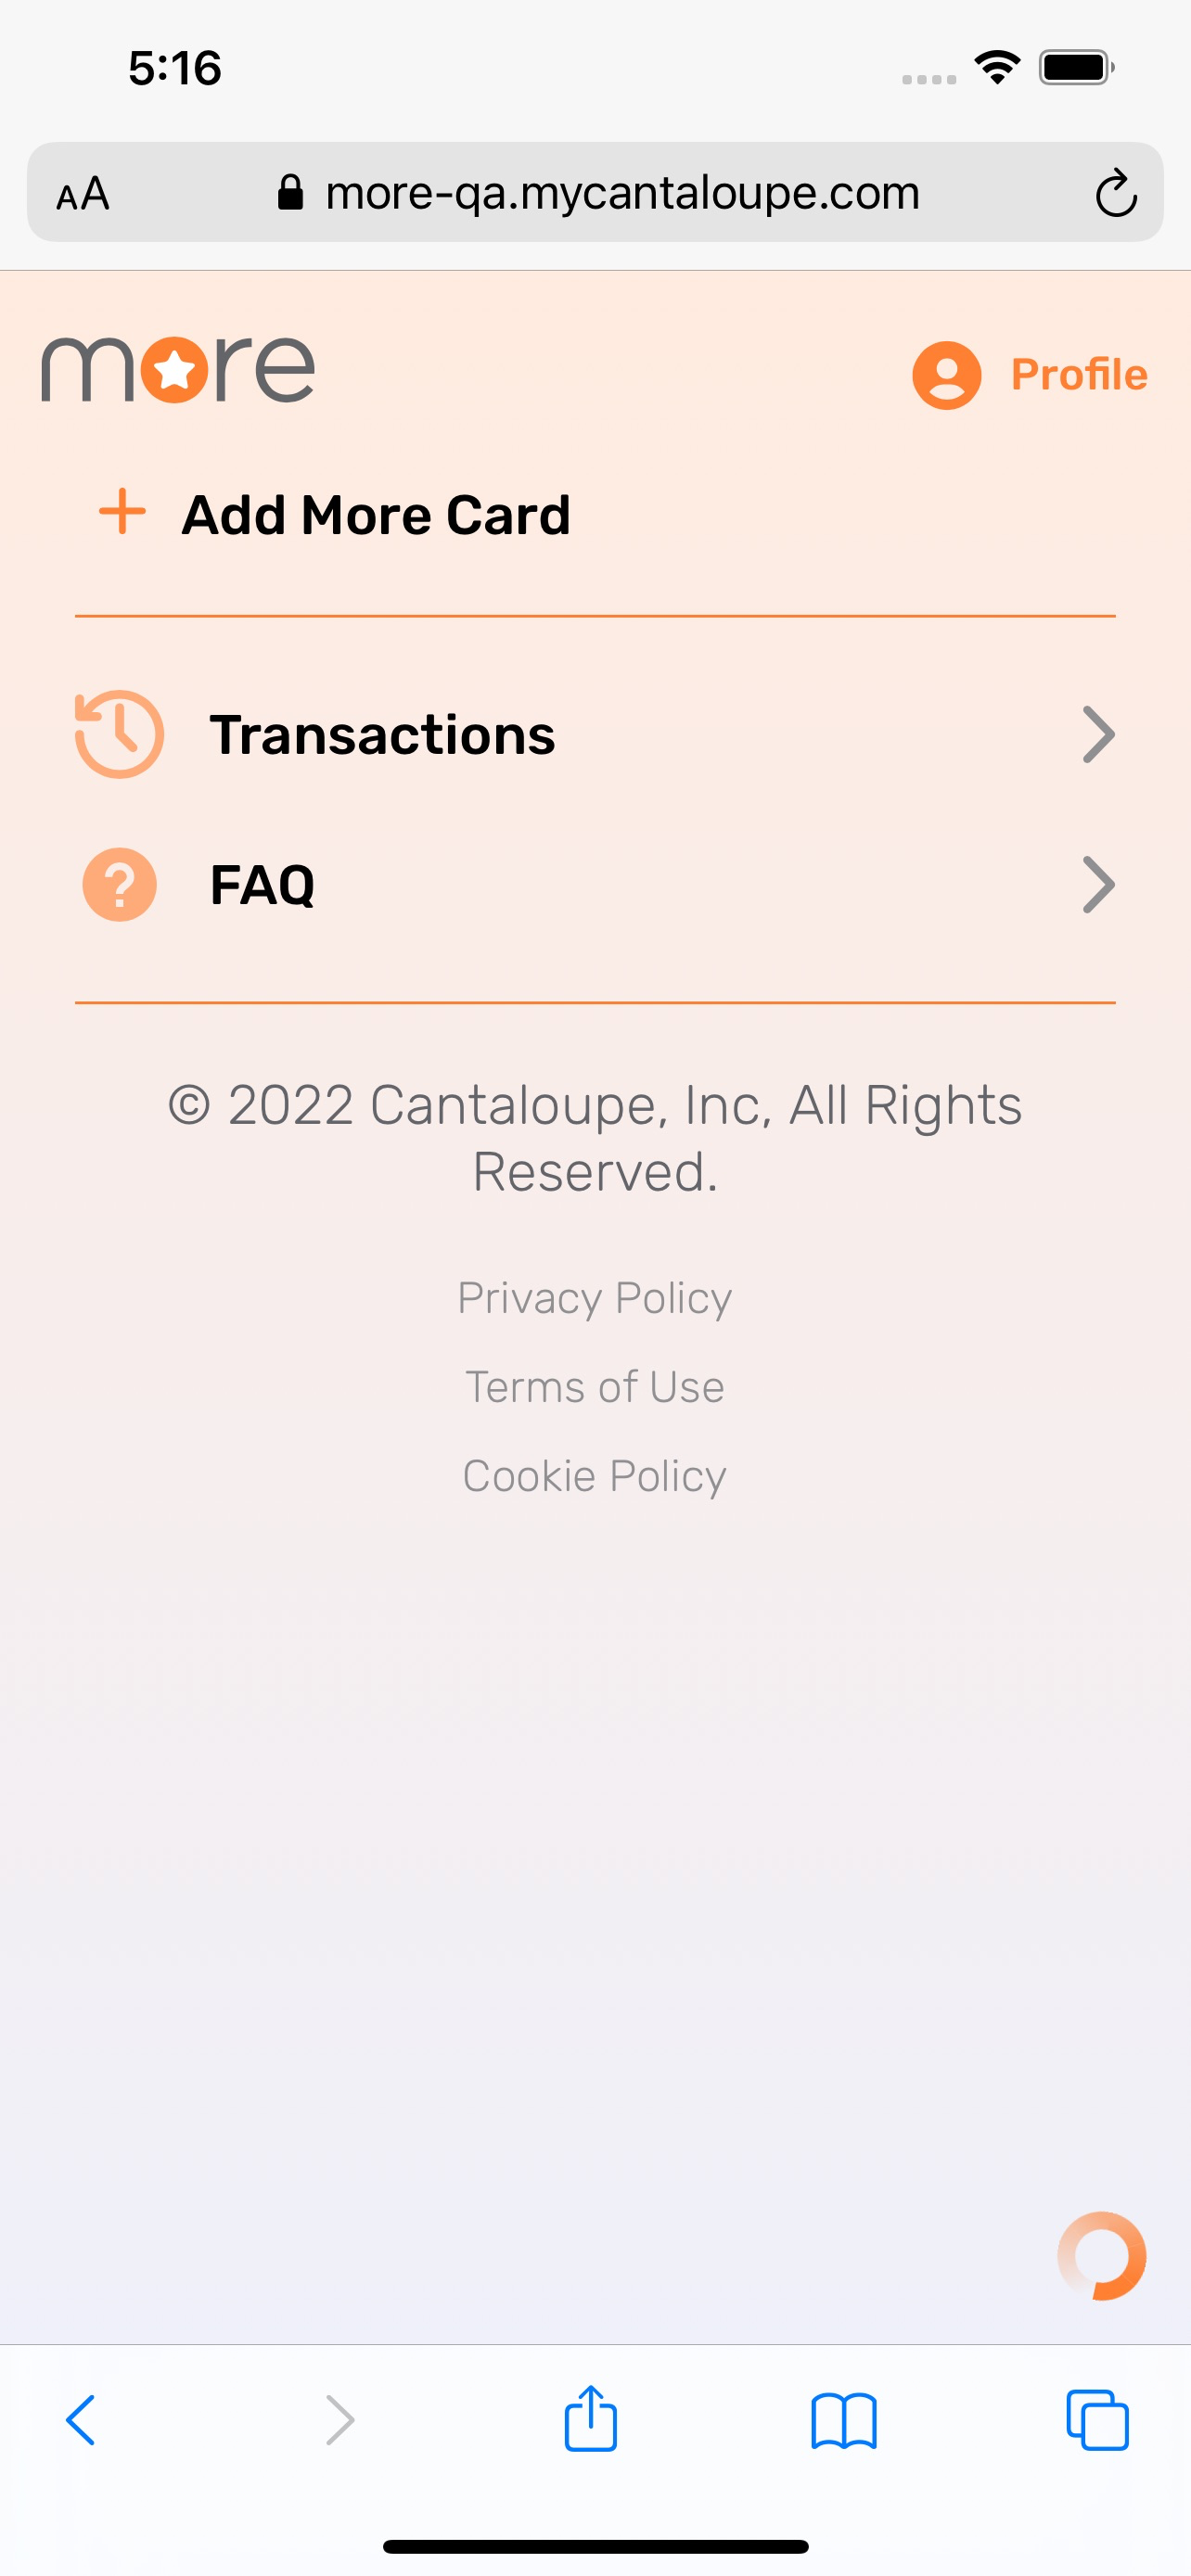 5:16
AA more-qa.mycantaloupe.com
more Profile
Add More Card
Transactions
? FAQ
© 2022 Cantaloupe, Inc, All Rights
Reserved.
Privacy Policy
Terms of Use
Cookie Policy